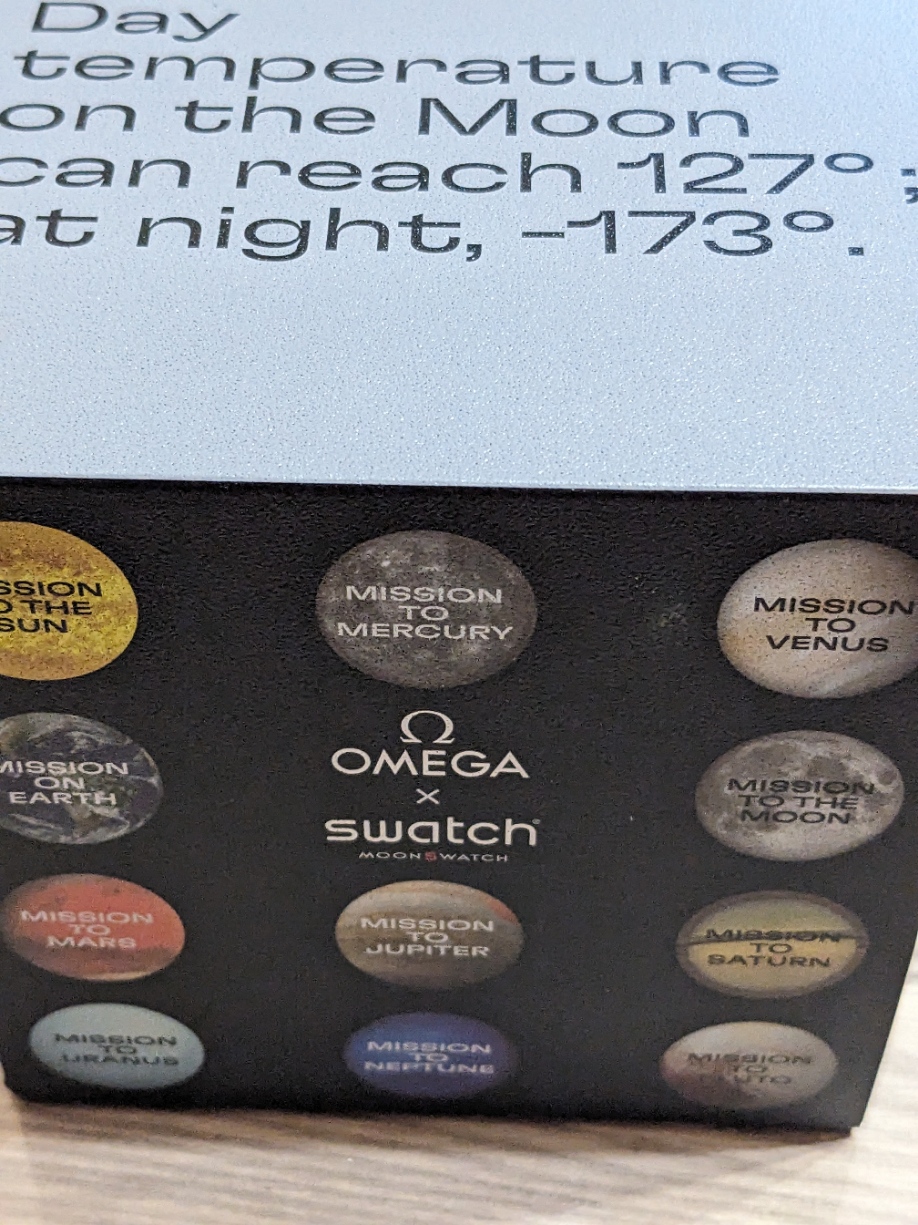 Day
temperature
on the Moon
can reach 127° ;
at night, -173°.
SSION
O THE
SUN
MISSION
TO
MERCURY
MISSION
TO
VENUS
MISSION
ON
EARTH
Ω
OMEGA
×
swatch®
MOONSWATCH
MISSION
TO THE
MOON
MISSION
TO
MARS
MISSION
TO
JUPITER
MISSION
TO
SATURN
MISSION
TO
URANUS
MISSION
TO
NEPTUNE
MISSION
TO
PLUTO